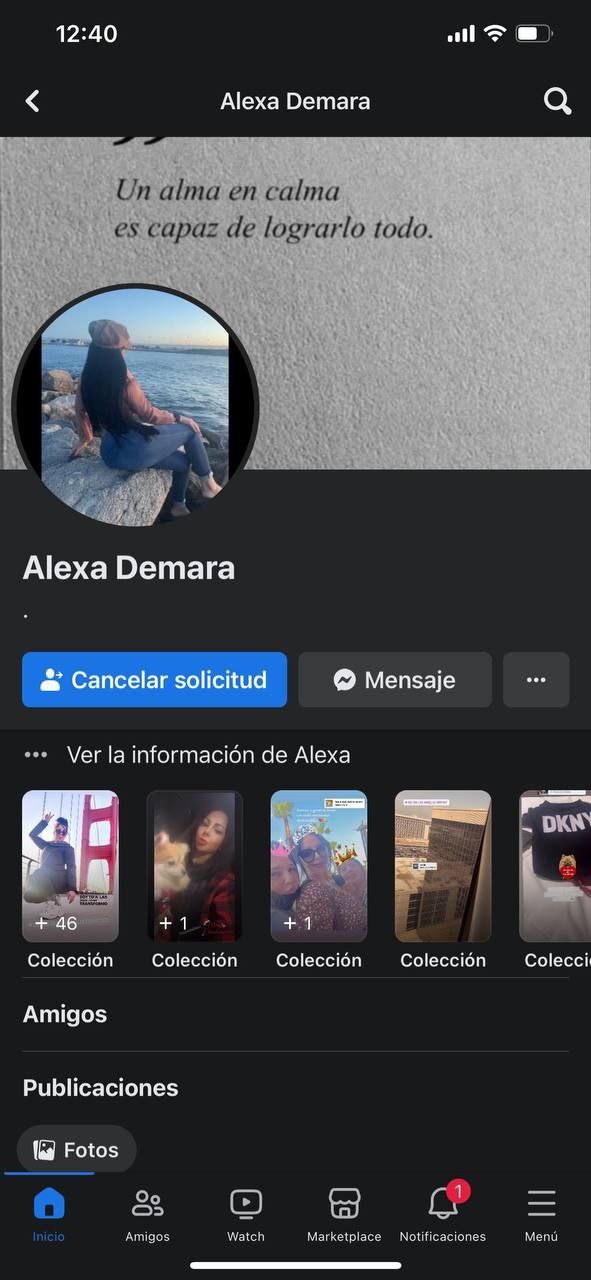 12:40
Alexa Demara
Un alma en calma
es capaz de lograrlo todo.
Alexa Demara
.
Cancelar solicitud
Mensaje
Ver la información de Alexa
DKNY
+ 46
+ 1
+ 1
Colección
Colección
Colección
Colección
Colecci
Amigos
Publicaciones
Fotos
1
Inicio
Amigos
Watch
Marketplace
Notificaciones
Menú